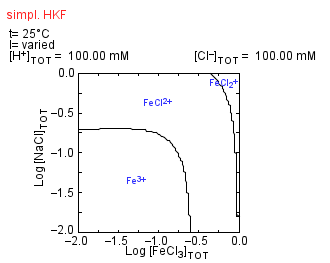 simpl. HKF
t= 25°C
I= varied
[H⁺]TOT = 100.00 mM [Cl⁻]TOT = 100.00 mM
0.0
FeCl₂⁺
FeCl²⁺
−0.5
Log [NaCl]TOT
−1.0
Fe³⁺
−1.5
−2.0
−2.0 −1.5 −1.0 −0.5 0.0
Log [FeCl₃]TOT